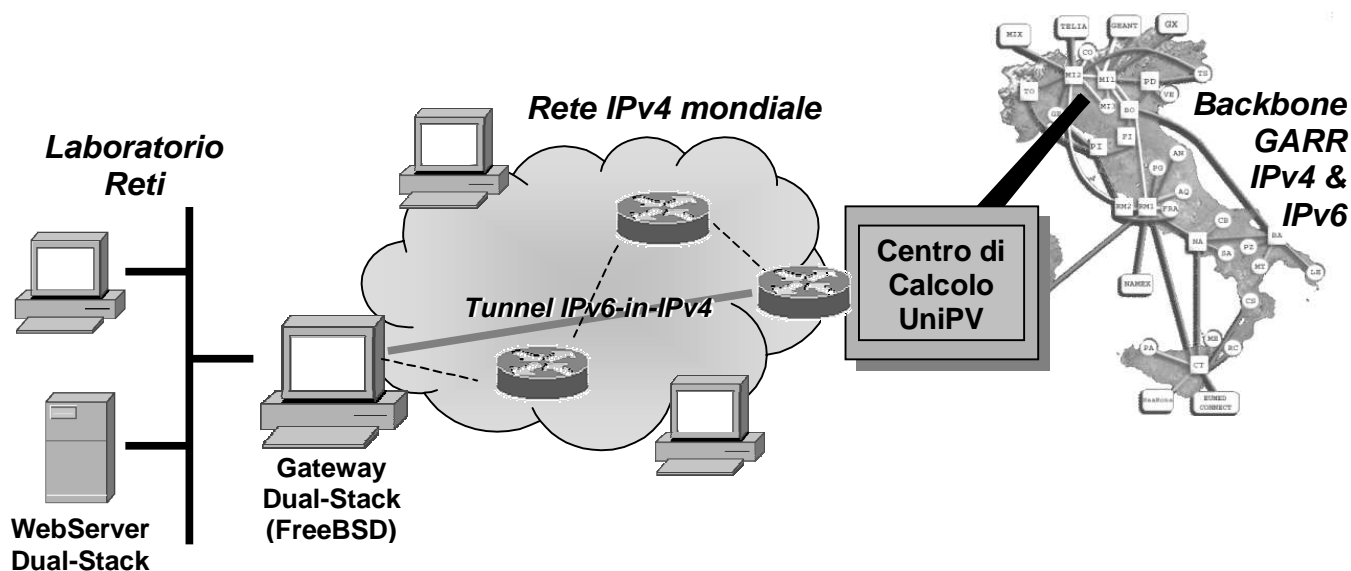 Laboratorio
Reti
WebServer
Dual-Stack
Gateway
Dual-Stack
(FreeBSD)
Rete IPv4 mondiale
Tunnel IPv6-in-IPv4
Centro di
Calcolo
UniPV
Backbone
GARR
IPv4 &
IPv6
MIX
TELIA
GEANT
GX
CO
MI2
MI1
PD
TS
TO
VE
MI3
BO
GE
FI
PI
AN
PG
AQ
RM2
RM1
FRA
CB
NA
BA
SA
PZ
MT
LE
NAMEX
CS
ME
RC
PA
CT
EUMED
CONNECT